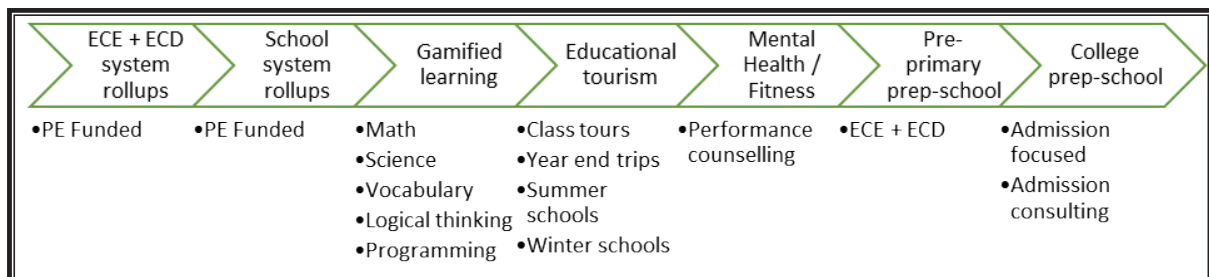 ECE + ECD
system
rollups
School
system
rollups
Gamified
learning
Educational
tourism
Mental
Health /
Fitness
Pre-
primary
prep-school
College
prep-school
•PE Funded
•PE Funded
•Math
•Science
•Vocabulary
•Logical thinking
•Programming
•Class tours
•Year end trips
•Summer
schools
•Winter schools
•Performance
counselling
•ECE + ECD
•Admission
focused
•Admission
consulting